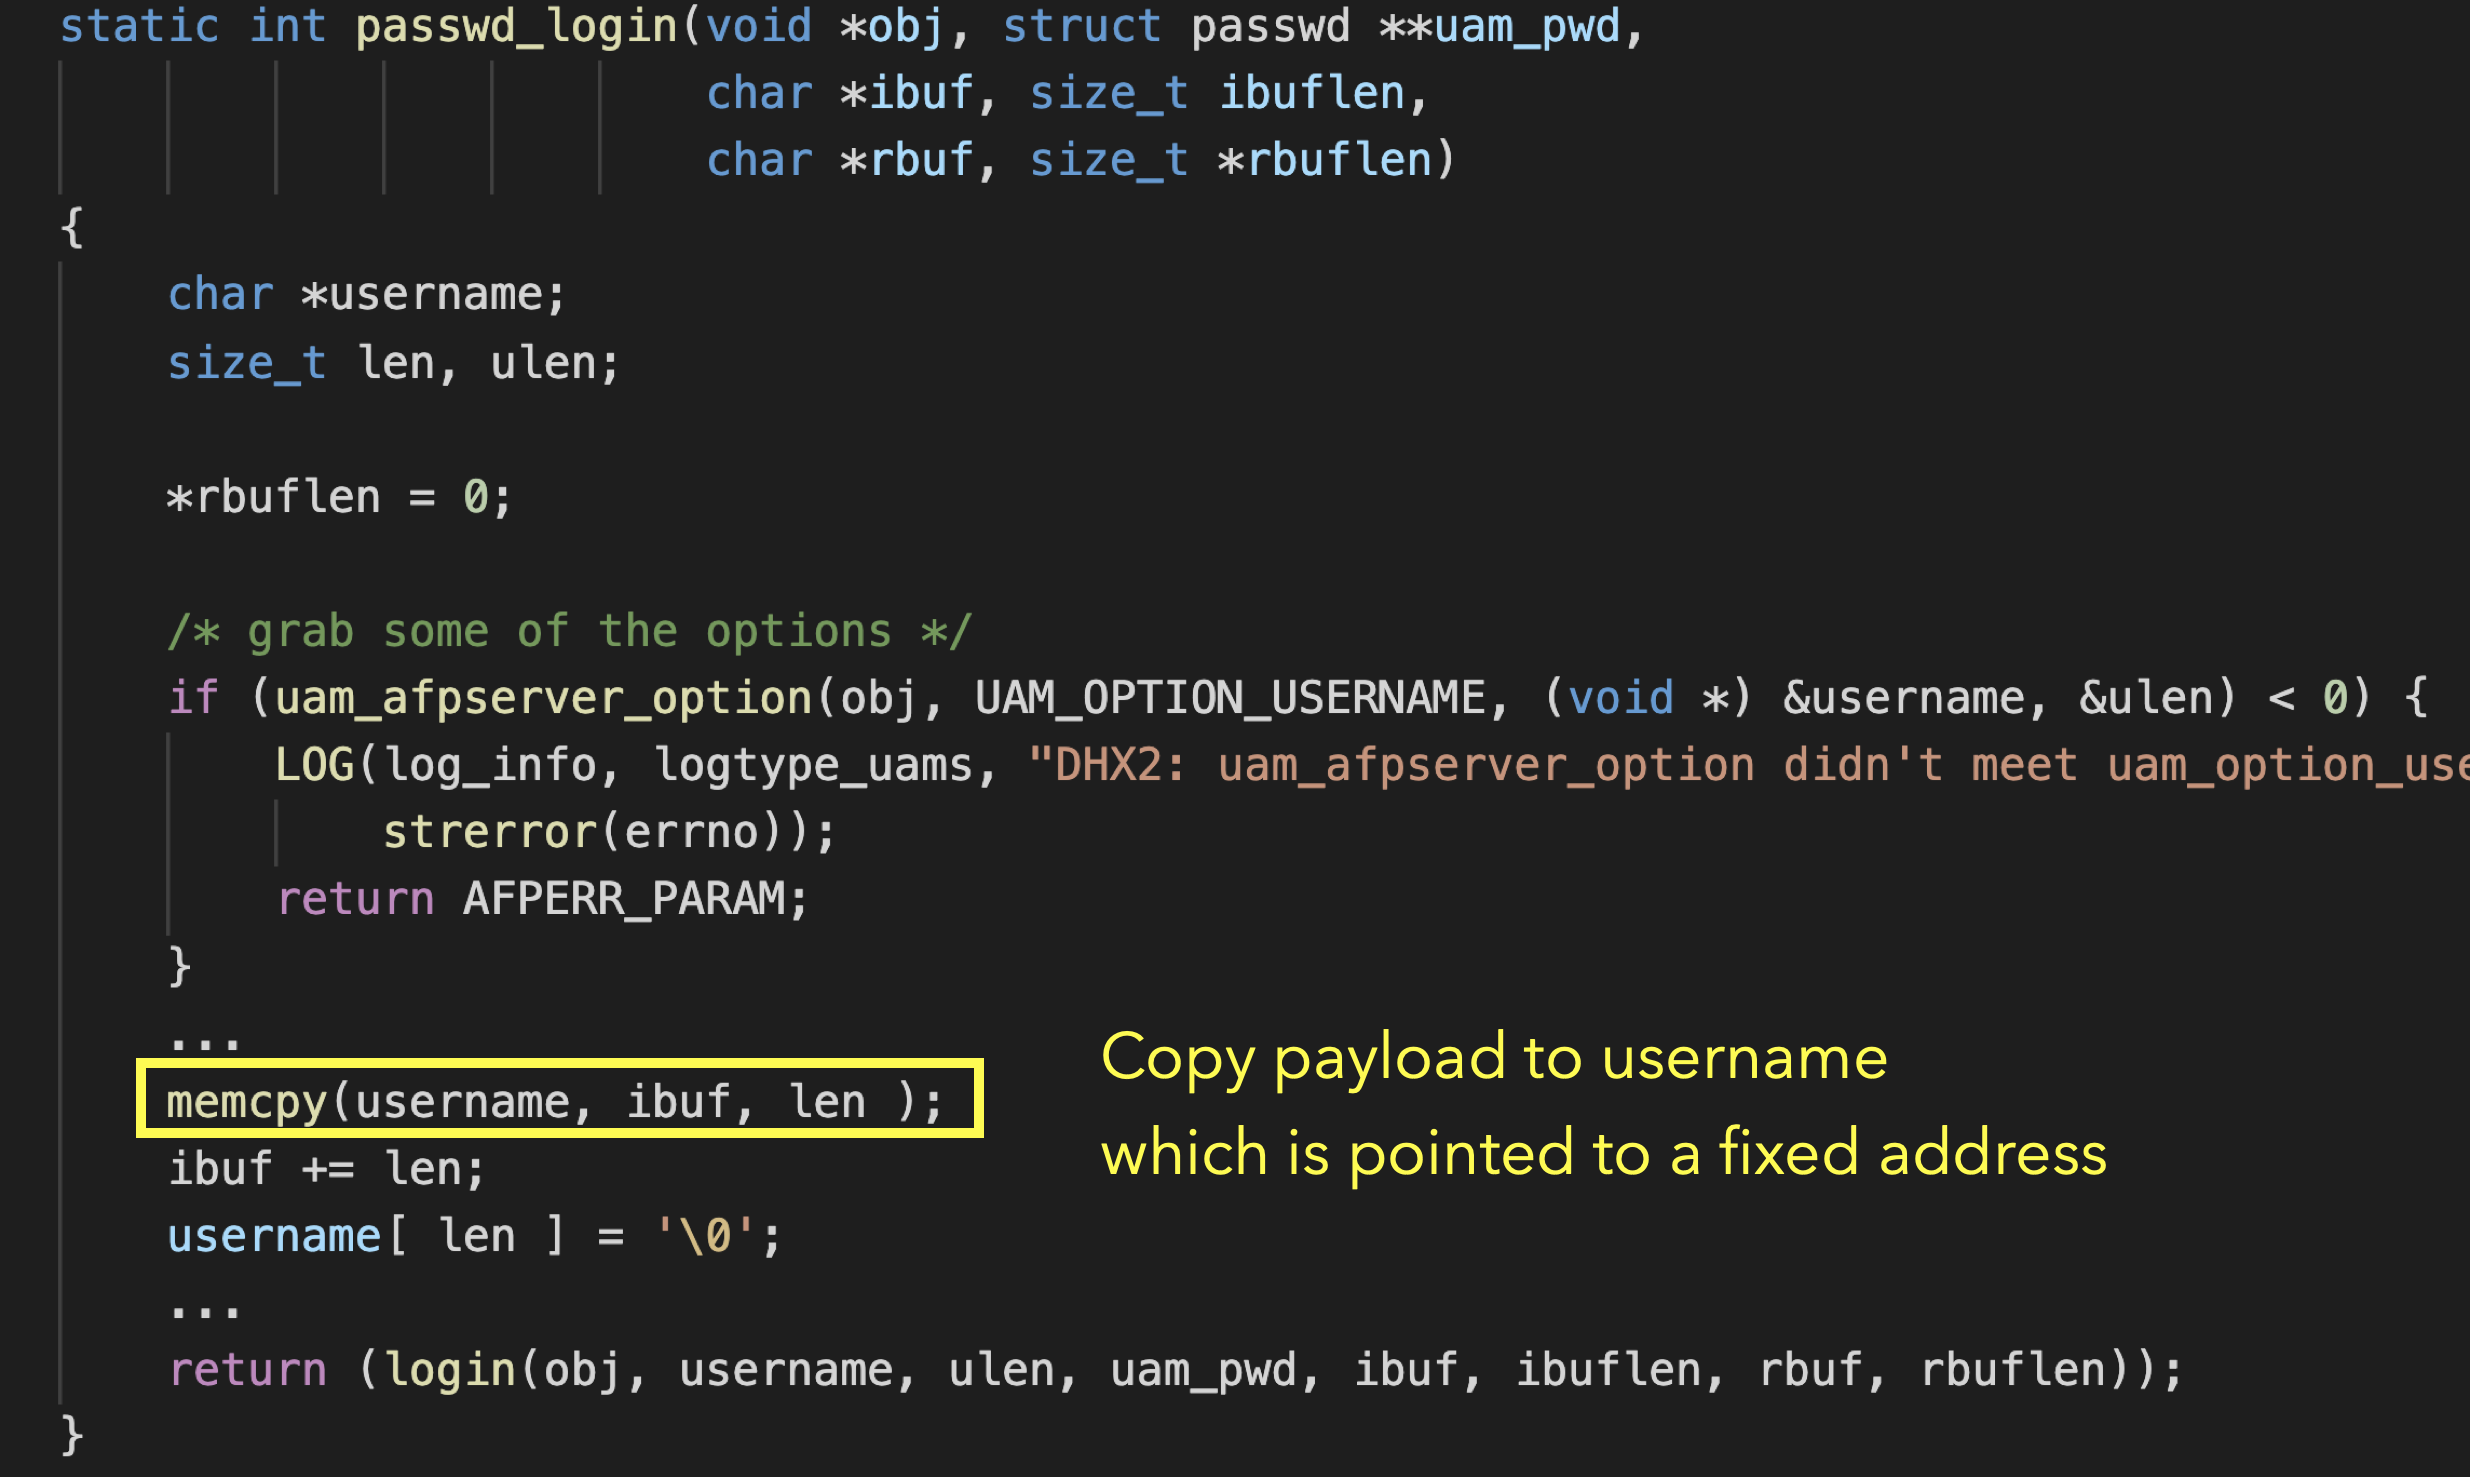 static int passwd_login(void *obj, struct passwd **uam_pwd,
char *ibuf, size_t ibuflen,
char *rbuf, size_t *rbuflen)
{
char *username;
size_t len, ulen;
*rbuflen = 0;
/* grab some of the options */
if (uam_afpserver_option(obj, UAM_OPTION_USERNAME, (void *) &username, &ulen) < 0) {
LOG(log_info, logtype_uams, "DHX2: uam_afpserver_option didn't meet uam_option_use
strerror(errno));
return AFPERR_PARAM;
}
...
memcpy(username, ibuf, len );
Copy payload to username
which is pointed to a fixed address
ibuf += len;
username[ len ] = '\0';
...
return (login(obj, username, ulen, uam_pwd, ibuf, ibuflen, rbuf, rbuflen));
}